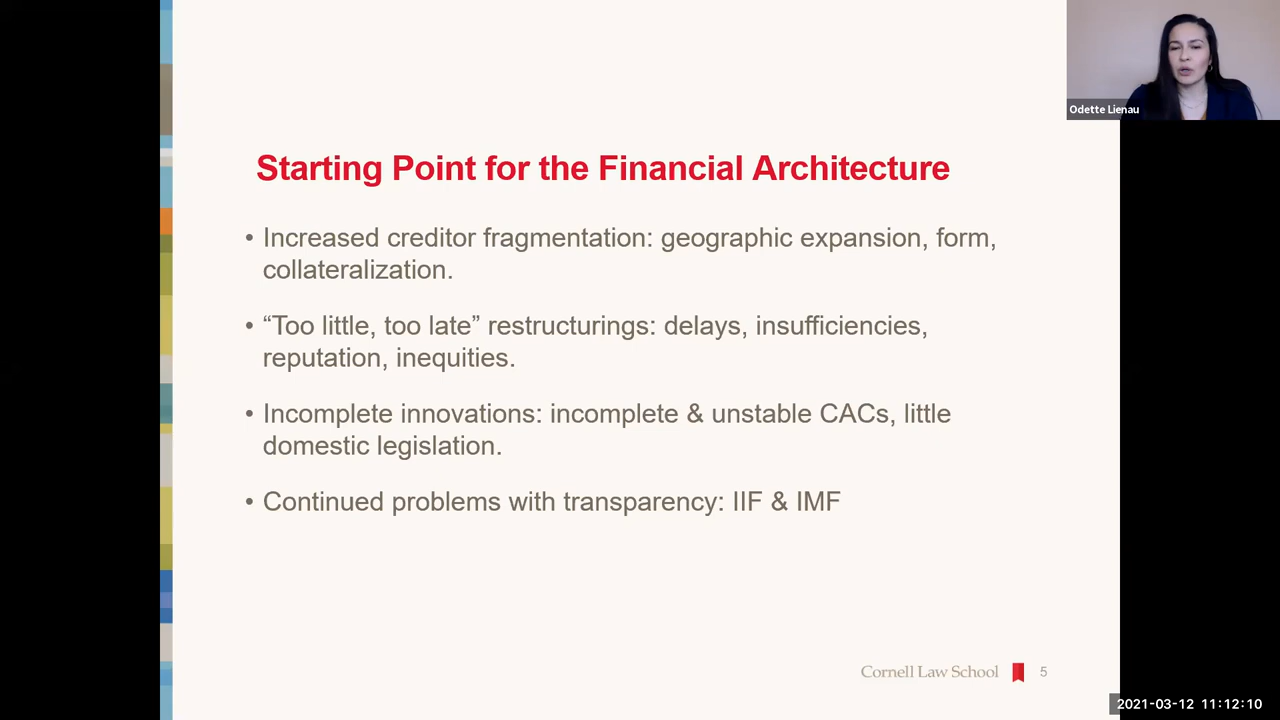 Odette Lienau
Starting Point for the Financial Architecture
• Increased creditor fragmentation: geographic expansion, form,
collateralization.
• “Too little, too late” restructurings: delays, insufficiencies,
reputation, inequities.
• Incomplete innovations: incomplete & unstable CACs, little
domestic legislation.
• Continued problems with transparency: IIF & IMF
Cornell Law School 5
2021-03-12 11:12:10